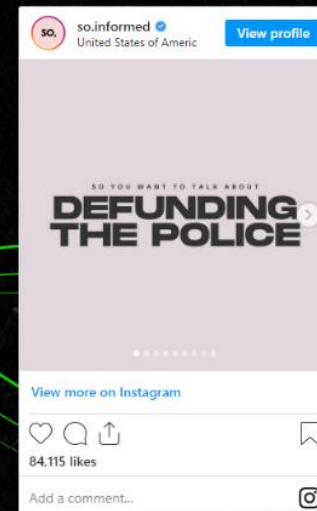 SO.
so.informed
United States of Americ
View profile
SO YOU WANT TO TALK ABOUT
DEFUNDING
THE POLICE
View more on Instagram
84,115 likes
Add a comment...